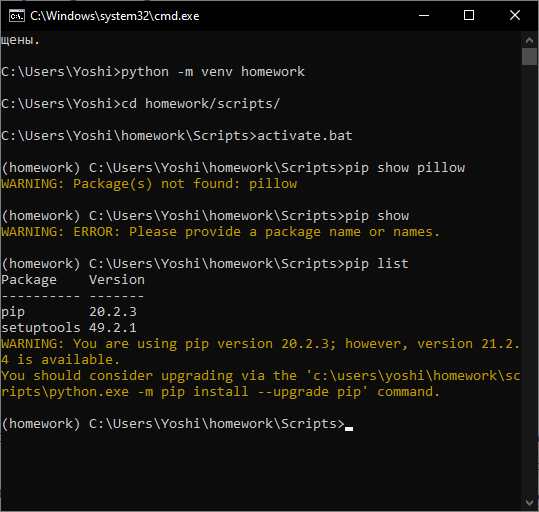 C:\Windows\system32\cmd.exe
щены.
C:\Users\Yoshi>python -m venv homework
C:\Users\Yoshi>cd homework/scripts/
C:\Users\Yoshi\homework\Scripts>activate.bat
(homework) C:\Users\Yoshi\homework\Scripts>pip show pillow
WARNING: Package(s) not found: pillow
(homework) C:\Users\Yoshi\homework\Scripts>pip show
WARNING: ERROR: Please provide a package name or names.
(homework) C:\Users\Yoshi\homework\Scripts>pip list
Package    Version
---------- -------
pip        20.2.3
setuptools 49.2.1
WARNING: You are using pip version 20.2.3; however, version 21.2.
4 is available.
You should consider upgrading via the 'c:\users\yoshi\homework\sc
ripts\python.exe -m pip install --upgrade pip' command.
(homework) C:\Users\Yoshi\homework\Scripts>